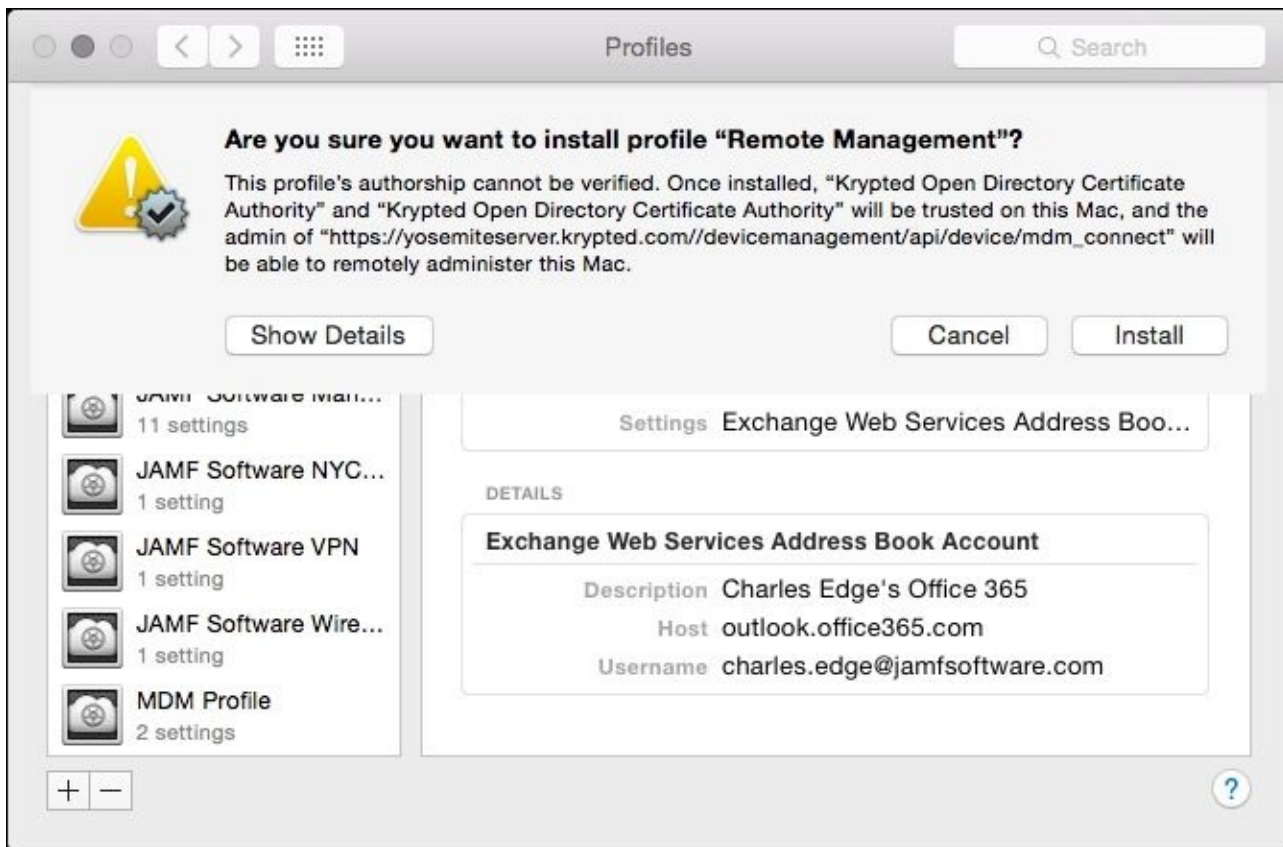 Profiles
Search
Are you sure you want to install profile “Remote Management”?
This profile's authorship cannot be verified. Once installed, “Krypted Open Directory Certificate
Authority” and “Krypted Open Directory Certificate Authority” will be trusted on this Mac, and the
admin of “https://yosemiteserver.krypted.com//devicemanagement/api/device/mdm_connect” will
be able to remotely administer this Mac.
Show Details
Cancel
Install
JAMF Software Man...
11 settings
JAMF Software NYC...
1 setting
JAMF Software VPN
1 setting
JAMF Software Wire...
1 setting
MDM Profile
2 settings
Settings Exchange Web Services Address Boo...
DETAILS
Exchange Web Services Address Book Account
Description Charles Edge's Office 365
Host outlook.office365.com
Username charles.edge@jamfsoftware.com
+ −
?